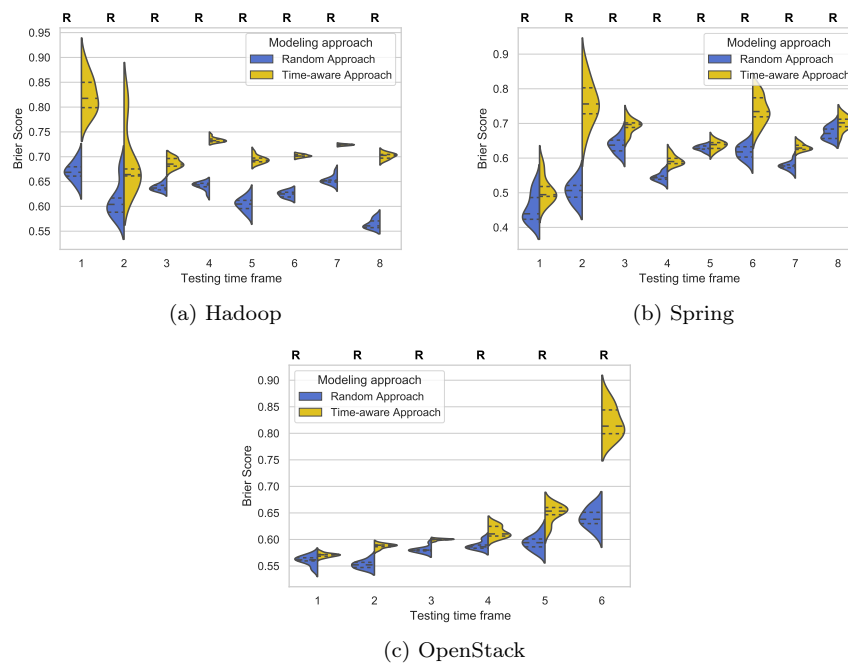 R R R R R R R R
Brier Score
0.95
0.90
0.85
0.80
0.75
0.70
0.65
0.60
0.55
Modeling approach
Random Approach
Time-aware Approach
1 2 3 4 5 6 7 8
Testing time frame
(a) Hadoop
R R R R R R R R
Brier Score
0.9
0.8
0.7
0.6
0.5
0.4
Modeling approach
Random Approach
Time-aware Approach
1 2 3 4 5 6 7 8
Testing time frame
(b) Spring
R R R R R R
Brier Score
0.90
0.85
0.80
0.75
0.70
0.65
0.60
0.55
Modeling approach
Random Approach
Time-aware Approach
1 2 3 4 5 6
Testing time frame
(c) OpenStack